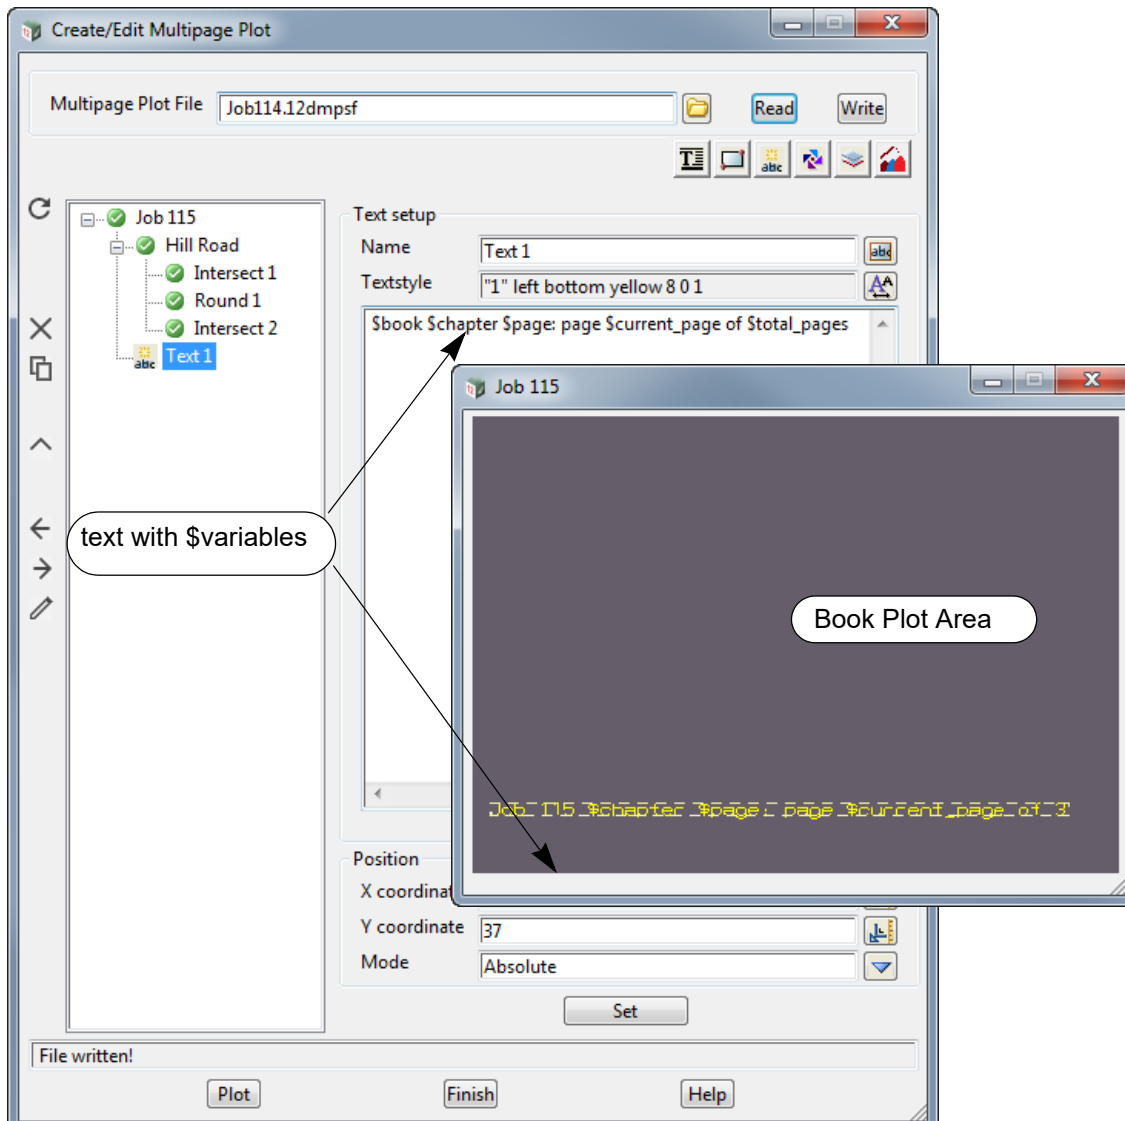 Create/Edit Multipage Plot
Multipage Plot File
Job114.12dmpsf
Read
Write
abc
Job 115
Hill Road
Intersect 1
Round 1
Intersect 2
abc
Text 1
Text setup
Name
Text 1
abc
Textstyle
"1" left bottom yellow 8 0 1
$book $chapter $page: page $current_page of $total_pages
Job 115
text with $variables
Book Plot Area
Job 115 $chapter $page: page $current_page of 3
Position
X coordinat
Y coordinate
37
Mode
Absolute
Set
File written!
Plot
Finish
Help